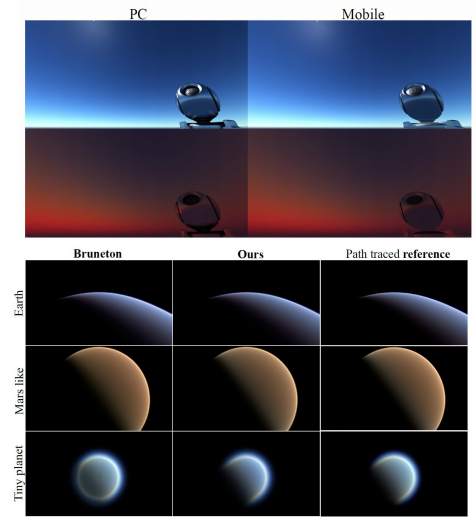 PC Mobile
Bruneton Ours Path traced reference
Earth
Mars like
Tiny planet